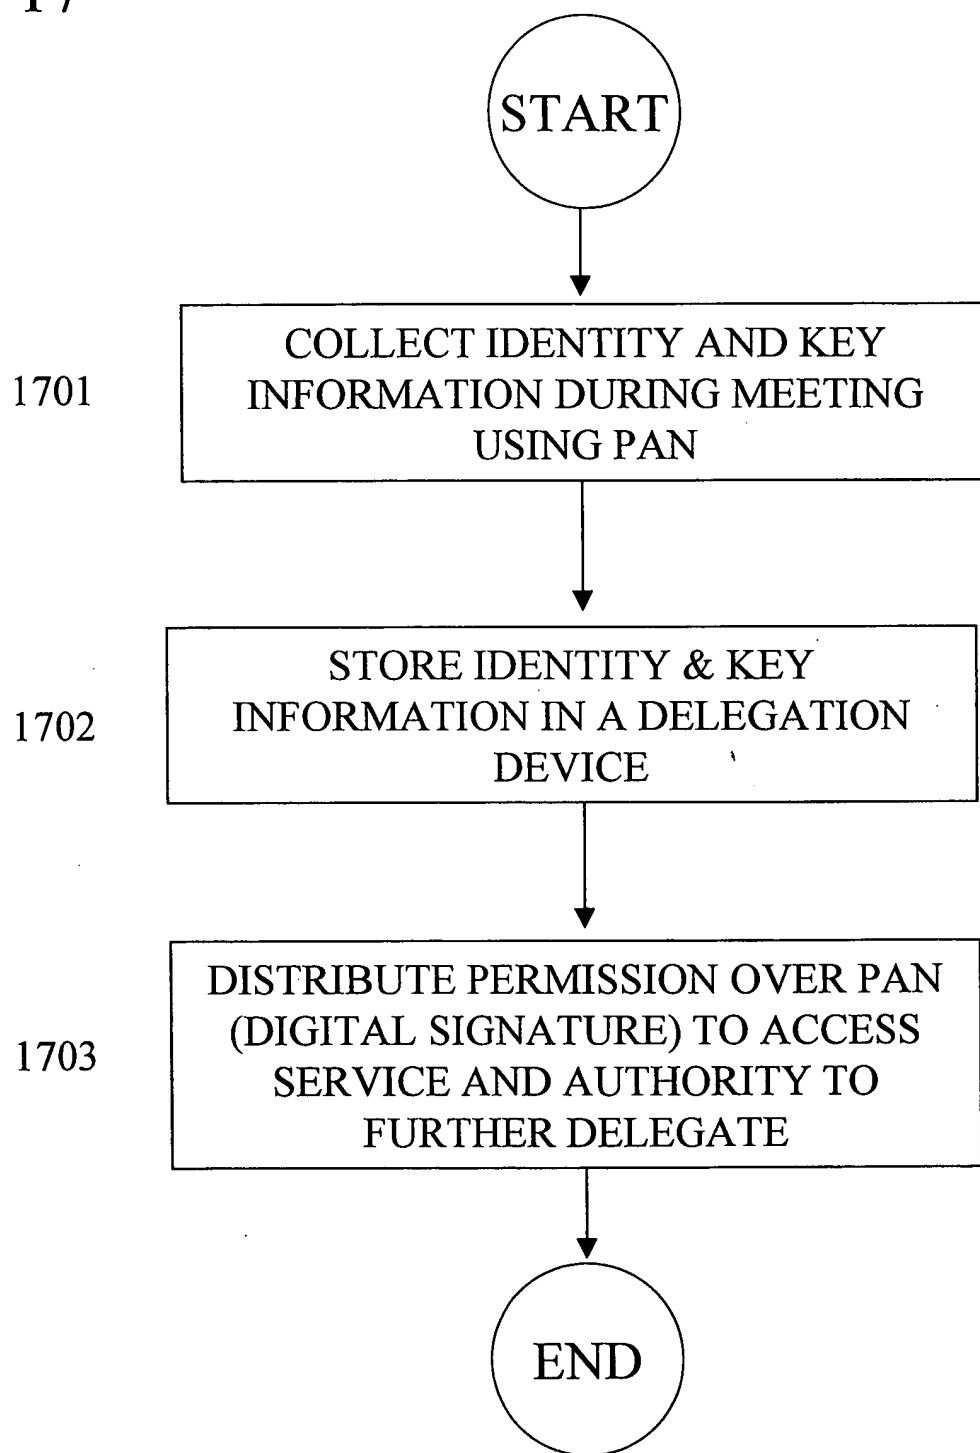 START
COLLECT IDENTITY AND KEY
INFORMATION DURING MEETING
USING PAN
1701
STORE IDENTITY & KEY
INFORMATION IN A DELEGATION
DEVICE
1702
DISTRIBUTE PERMISSION OVER PAN
(DIGITAL SIGNATURE) TO ACCESS
SERVICE AND AUTHORITY TO
FURTHER DELEGATE
1703
END